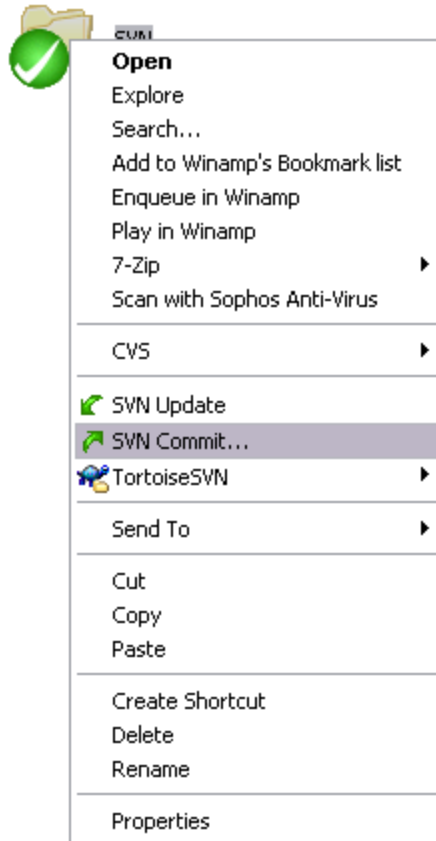 SVN
Open
Explore
Search...
Add to Winamp's Bookmark list
Enqueue in Winamp
Play in Winamp
7-Zip
Scan with Sophos Anti-Virus
CVS
SVN Update
SVN Commit...
TortoiseSVN
Send To
Cut
Copy
Paste
Create Shortcut
Delete
Rename
Properties